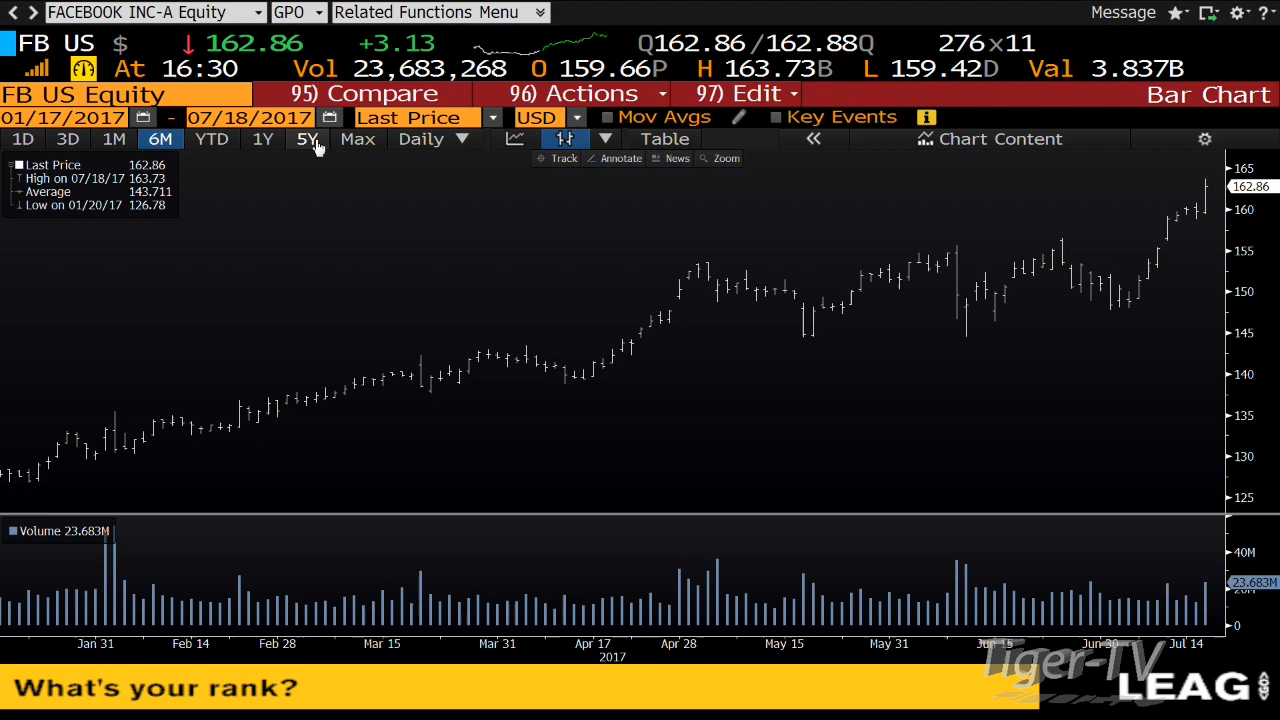 FACEBOOK INC-A Equity GPO Related Functions Menu Message ?
FB US $ 162.86 +3.13 Q162.86/162.88Q 276x11
At 16:30 Vol 23,683,268 O 159.66P H 163.73B L 159.42D Val 3.837B
FB US Equity 95) Compare 96) Actions 97) Edit Bar Chart
01/17/2017 - 07/18/2017 Last Price USD Mov Avgs Key Events i
1D 3D 1M 6M YTD 1Y 5Y Max Daily Table « Chart Content
Track Annotate News Zoom
Last Price 162.86
High on 07/18/17 163.73
Average 143.711
Low on 01/20/17 126.78
165
162.86
160
155
150
145
140
135
130
125
Volume 23.683M
40M
23.683M
20M
0
Jan 31 Feb 14 Feb 28 Mar 15 Mar 31 Apr 17 Apr 28 May 15 May 31 Jun 15 Jun 30 Jul 14
2017
Tiger-TV
What's your rank?
LEAG